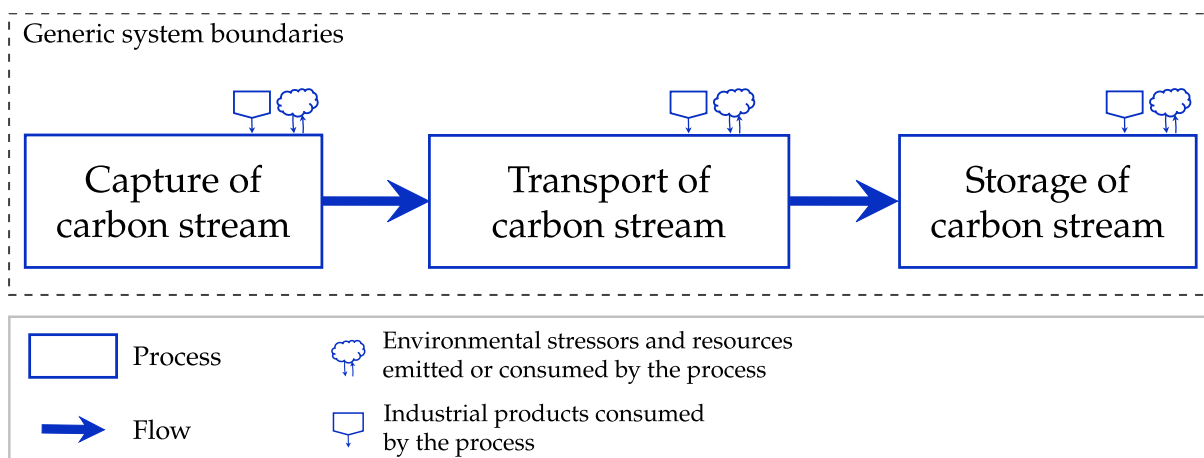 Generic system boundaries
Capture of
carbon stream
Transport of
carbon stream
Storage of
carbon stream
Process
Environmental stressors and resources
emitted or consumed by the process
Flow
Industrial products consumed
by the process